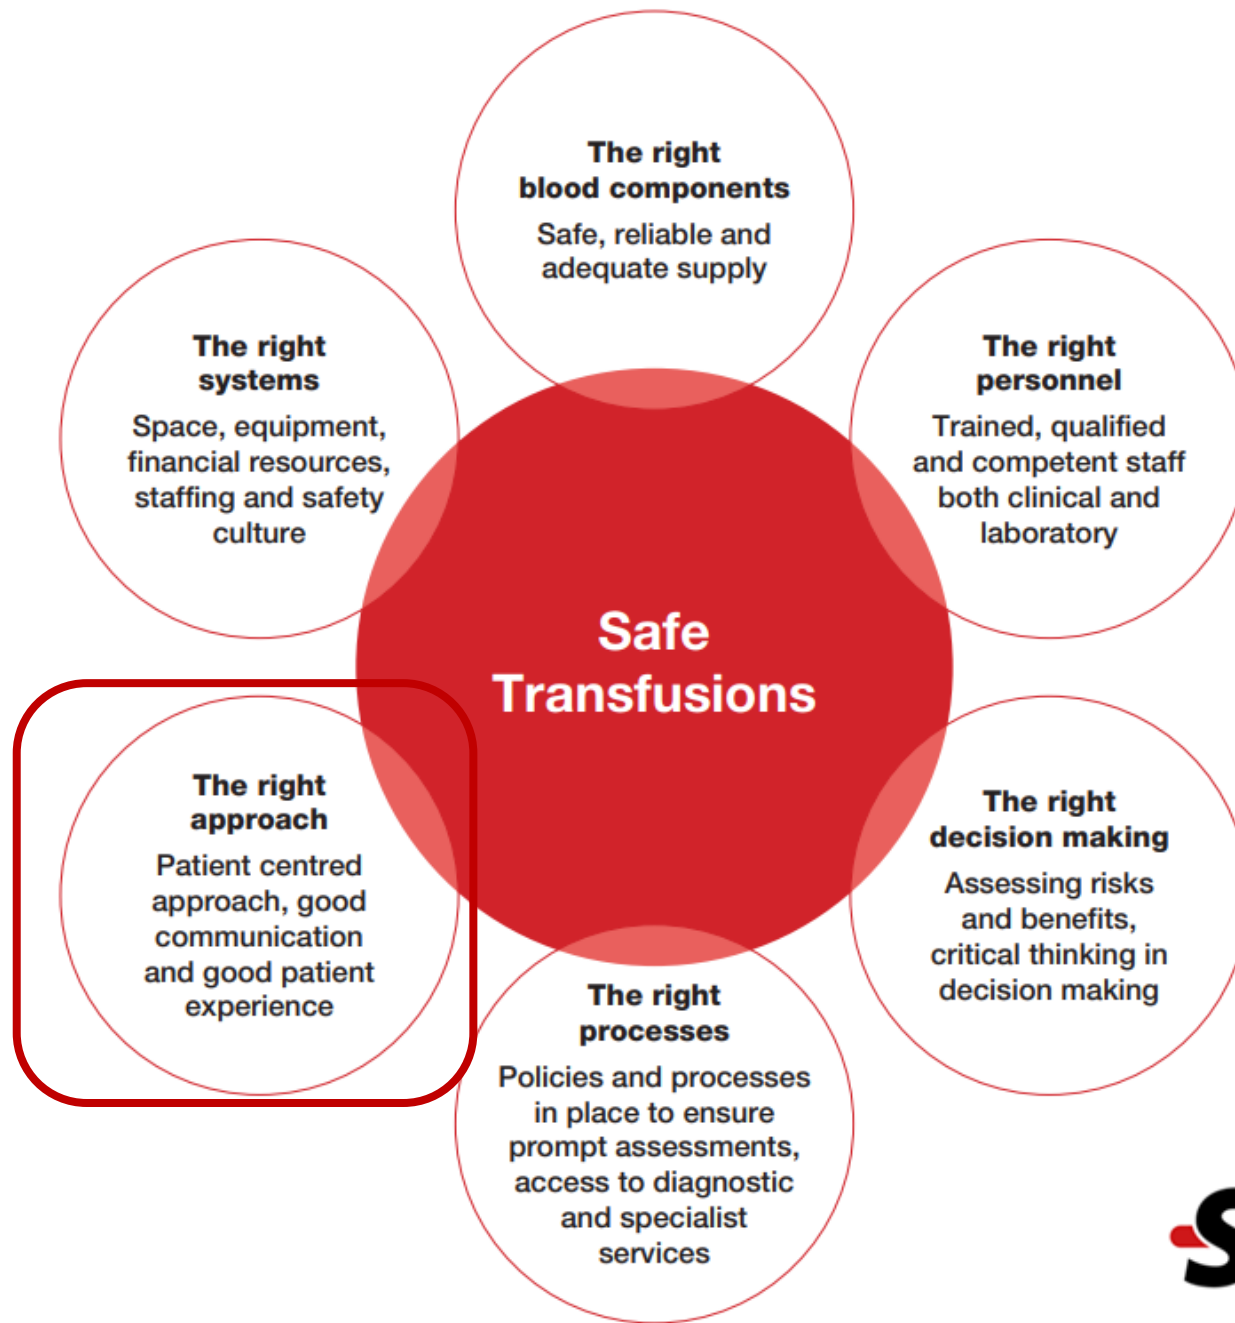 The right
blood components
Safe, reliable and
adequate supply
The right
systems
Space, equipment,
financial resources,
staffing and safety
culture
The right
personnel
Trained, qualified
and competent staff
both clinical and
laboratory
Safe
Transfusions
The right
approach
Patient centred
approach, good
communication
and good patient
experience
The right
decision making
Assessing risks
and benefits,
critical thinking in
decision making
The right
processes
Policies and processes
in place to ensure
prompt assessments,
access to diagnostic
and specialist
services
S